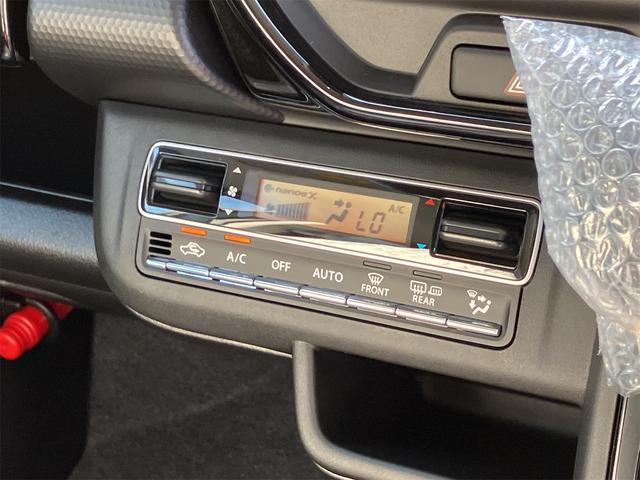 nanoe X
A/C
LO
A/C
OFF
AUTO
FRONT
REAR